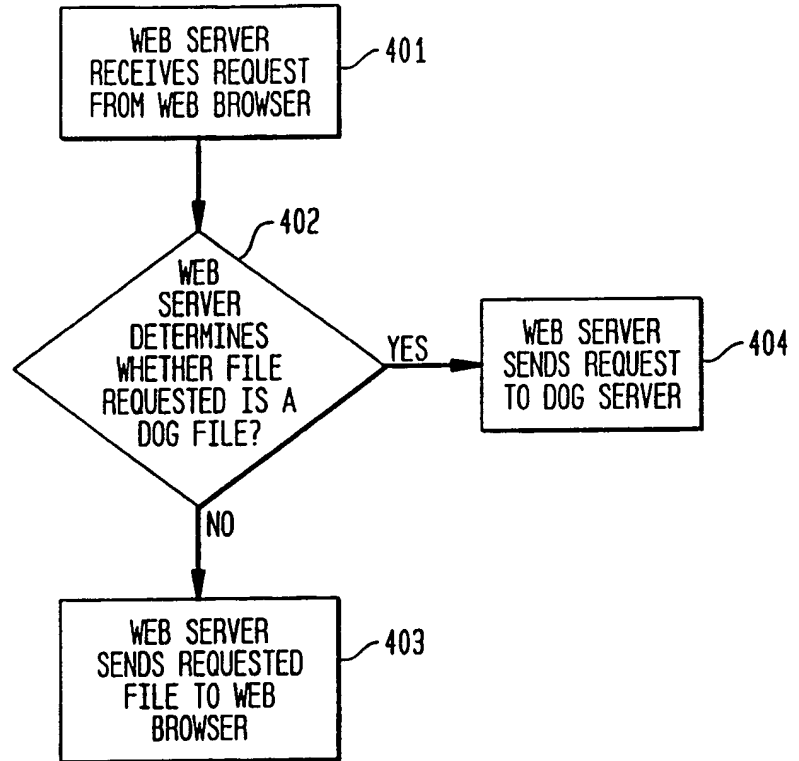 WEB SERVER
RECEIVES REQUEST
FROM WEB BROWSER
401
402
WEB
SERVER
DETERMINES
WHETHER FILE
REQUESTED IS A
DOG FILE?
YES
WEB SERVER
SENDS REQUEST
TO DOG SERVER
404
NO
WEB SERVER
SENDS REQUESTED
FILE TO WEB
BROWSER
403